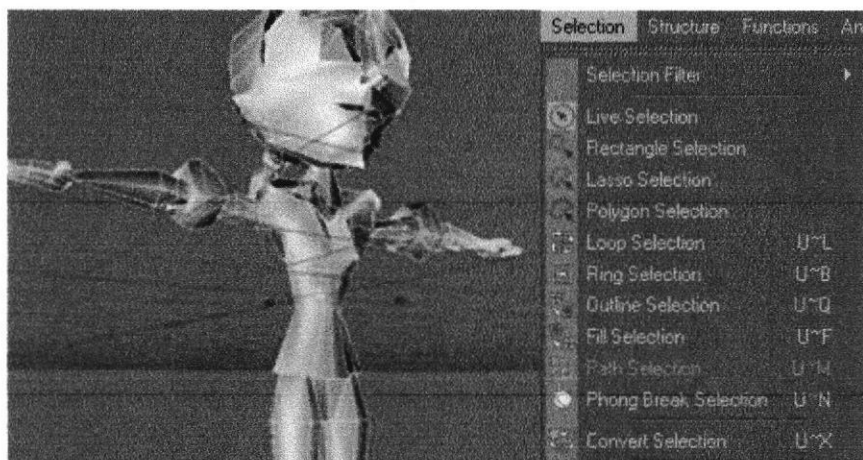 Selection Structure Functions An
Selection Filter
Live Selection
Rectangle Selection
Lasso Selection
Polygon Selection
Loop Selection U~L
Ring Selection U~B
Outline Selection U~Q
Fill Selection U~F
Path Selection U~M
Phong Break Selection U~N
Convert Selection U~X